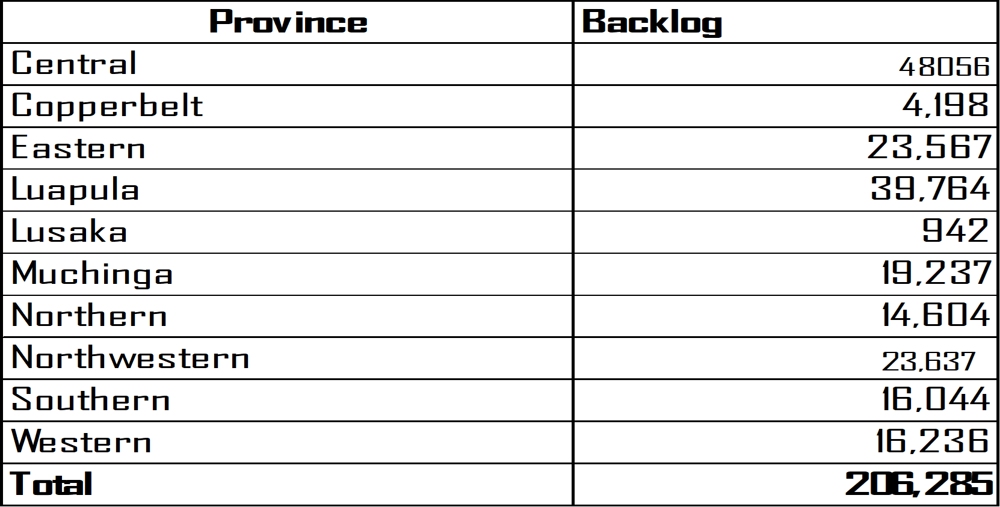 Province Backlog
Central 48056
Copperbelt 4,198
Eastern 23,567
Luapula 39,764
Lusaka 942
Muchinga 19,237
Northern 14,604
Northwestern 23,637
Southern 16,044
Western 16,236
Total 206,285